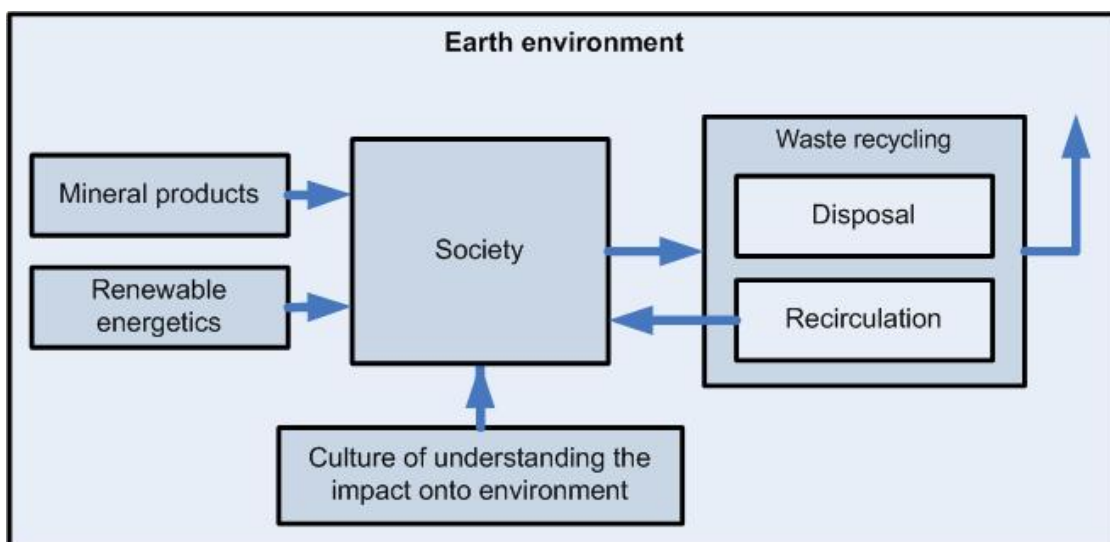 Earth environment
Mineral products
Renewable
energetics
Society
Waste recycling
Disposal
Recirculation
Culture of understanding the
impact onto environment